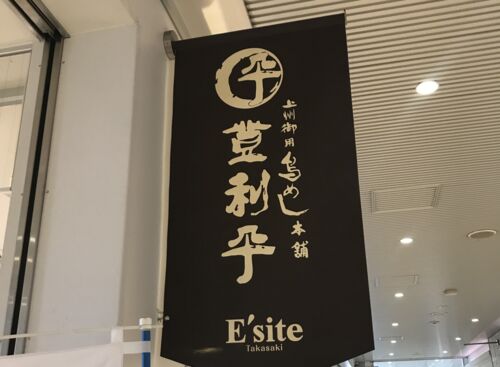 平
上州御用鳥めし本舗
登利平
E'site
Takasaki